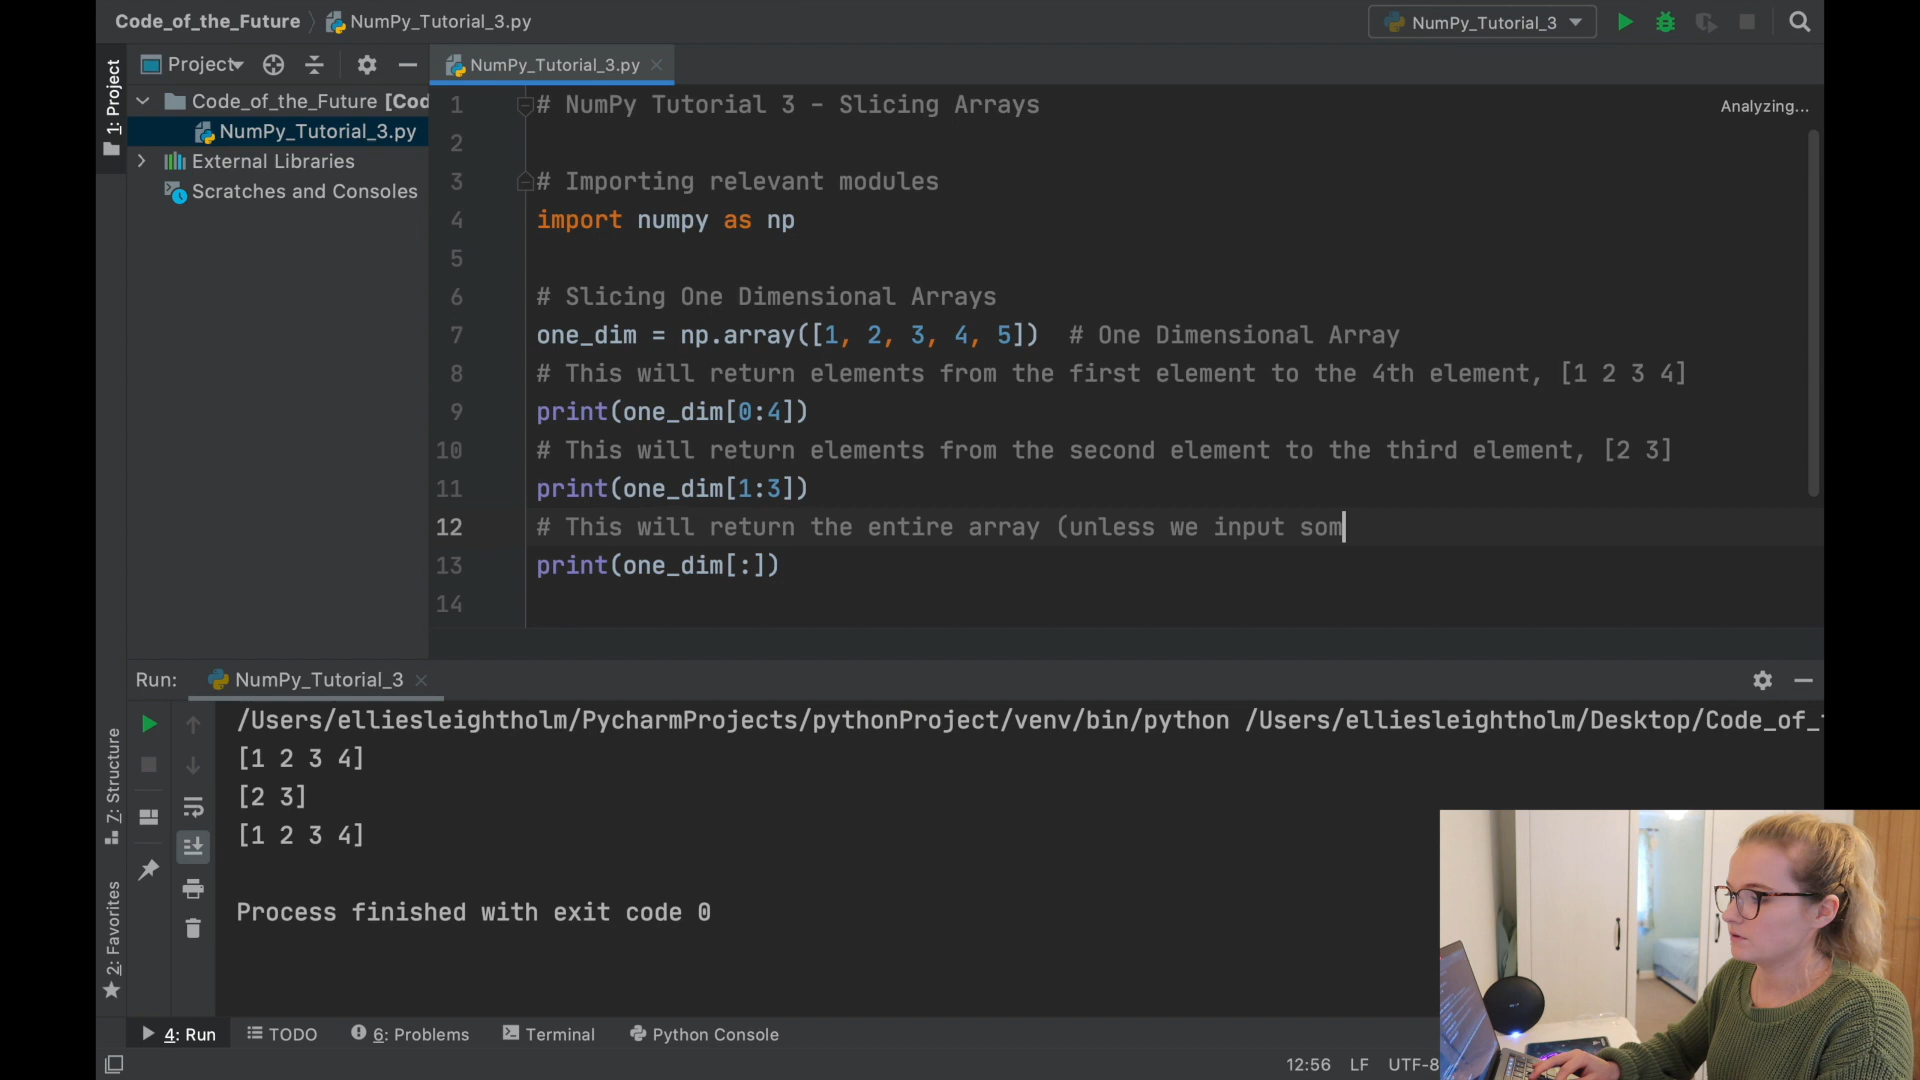 Code_of_the_Future NumPy_Tutorial_3.py
NumPy_Tutorial_3
1: Project
Project
NumPy_Tutorial_3.py
Code_of_the_Future [Cod
NumPy_Tutorial_3.py
External Libraries
Scratches and Consoles
Analyzing...
1 # NumPy Tutorial 3 - Slicing Arrays
2
3 # Importing relevant modules
4 import numpy as np
5
6 # Slicing One Dimensional Arrays
7 one_dim = np.array([1, 2, 3, 4, 5]) # One Dimensional Array
8 # This will return elements from the first element to the 4th element, [1 2 3 4]
9 print(one_dim[0:4])
10 # This will return elements from the second element to the third element, [2 3]
11 print(one_dim[1:3])
12 # This will return the entire array (unless we input som
13 print(one_dim[:])
14
Run: NumPy_Tutorial_3
/Users/elliesleightholm/PycharmProjects/pythonProject/venv/bin/python /Users/elliesleightholm/Desktop/Code_of_
[1 2 3 4]
[2 3]
[1 2 3 4]
Process finished with exit code 0
Z: Structure
2: Favorites
4: Run TODO 6: Problems Terminal Python Console
12:56 LF UTF-8